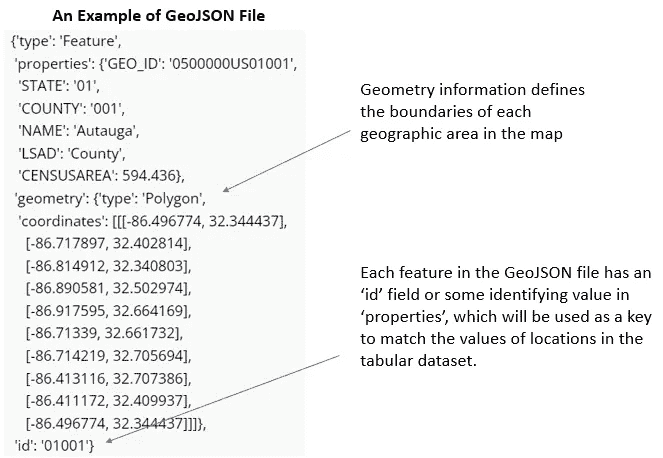 An Example of GeoJSON File
{'type': 'Feature',
'properties': {'GEO_ID': '0500000US01001',
'STATE': '01',
'COUNTY': '001',
'NAME': 'Autauga',
'LSAD': 'County',
'CENSUSAREA': 594.436},
'geometry': {'type': 'Polygon',
'coordinates': [[[-86.496774, 32.344437],
[-86.717897, 32.402814],
[-86.814912, 32.340803],
[-86.890581, 32.502974],
[-86.917595, 32.664169],
[-86.71339, 32.661732],
[-86.714219, 32.705694],
[-86.413116, 32.707386],
[-86.411172, 32.409937],
[-86.496774, 32.344437]]]},
'id': '01001'}
Geometry information defines
the boundaries of each
geographic area in the map
Each feature in the GeoJSON file has an
‘id’ field or some identifying value in
‘properties’, which will be used as a key
to match the values of locations in the
tabular dataset.